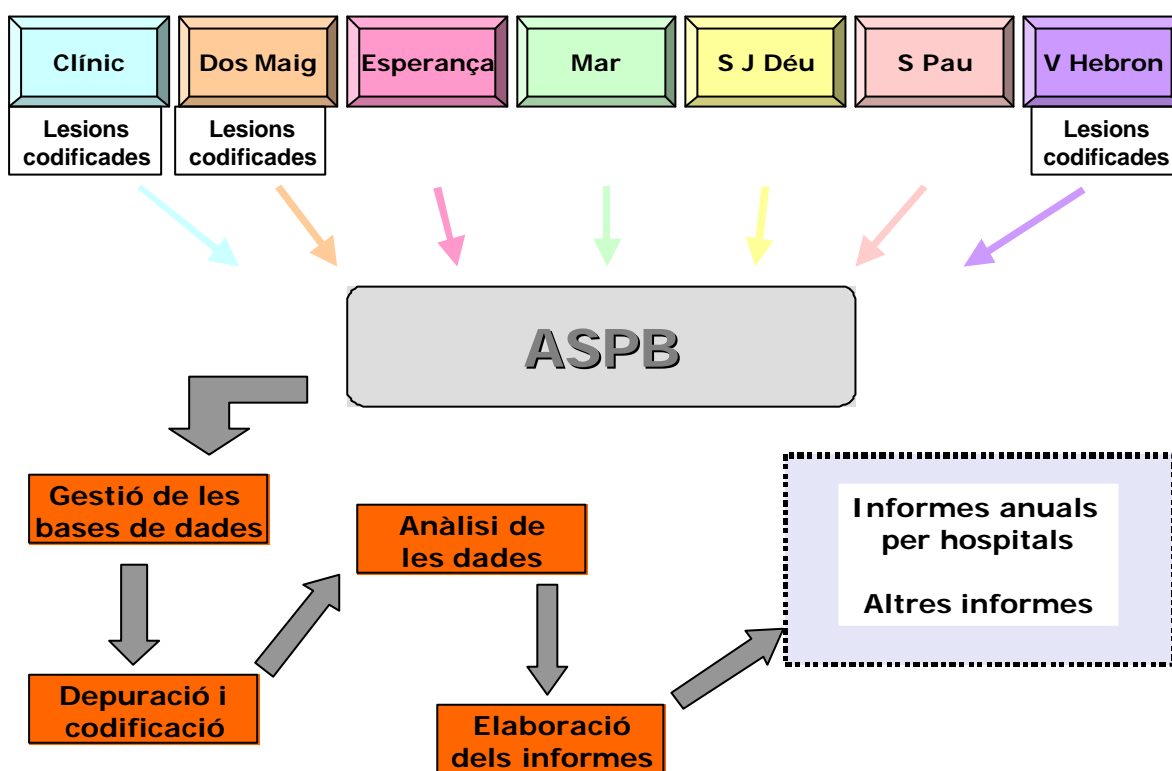 Clínic
Dos Maig
Esperança
Mar
S J Déu
S Pau
V Hebron
Lesions
codificades
Lesions
codificades
Lesions
codificades
ASPB
Gestió de les
bases de dades
Depuració i
codificació
Anàlisi de
les dades
Elaboració
dels informes
Informes anuals
per hospitals
Altres informes